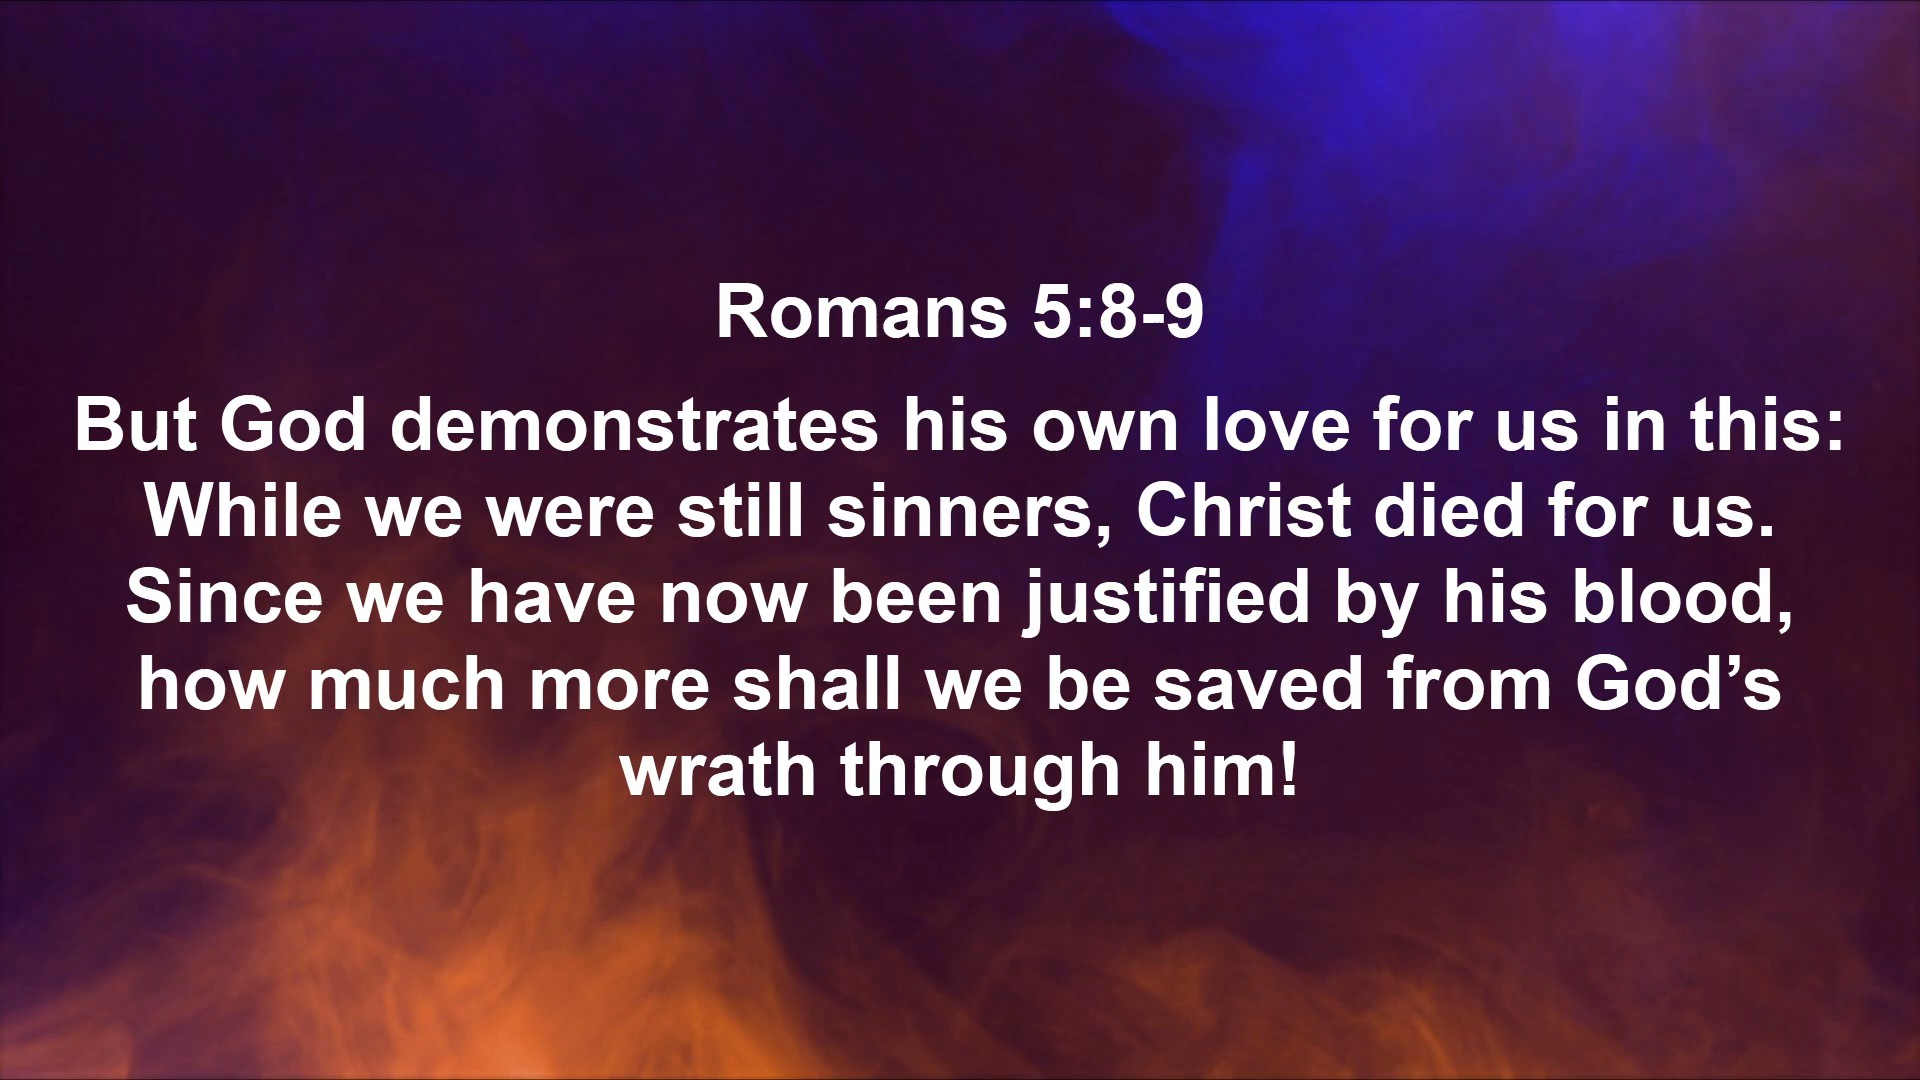 Romans 5:8-9
But God demonstrates his own love for us in this:
While we were still sinners, Christ died for us.
Since we have now been justified by his blood,
how much more shall we be saved from God’s
wrath through him!